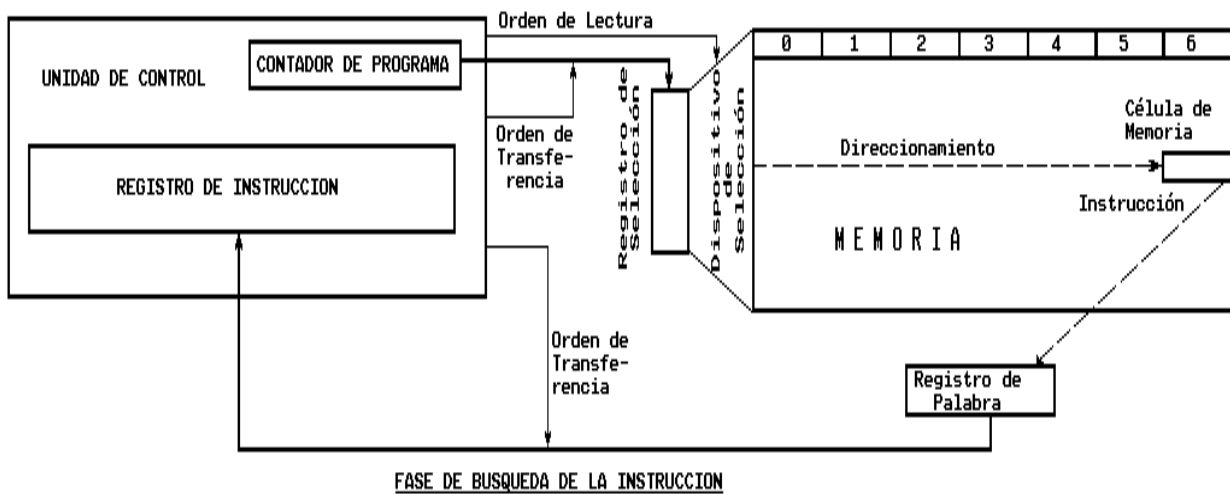 Orden de Lectura
0 1 2 3 4 5 6
CONTADOR DE PROGRAMA
UNIDAD DE CONTROL
Registro de
Selección
Dispositivo
de
Selección
Célula de
Memoria
Orden de
Transfe-
rencia
Direccionamiento
REGISTRO DE INSTRUCCION
Instrucción
MEMORIA
Orden de
Transfe-
rencia
Registro de
Palabra
FASE DE BUSQUEDA DE LA INSTRUCCION